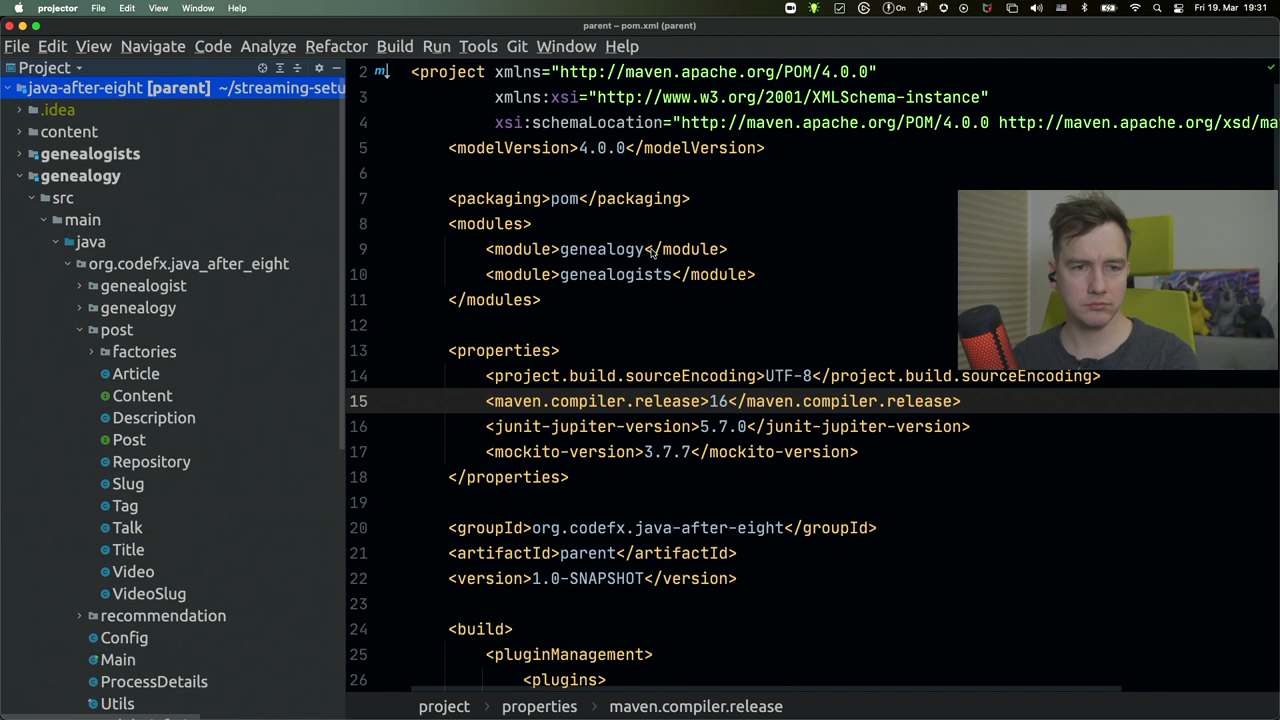 projector File Edit View Window Help On Fri 19. Mar 19:31
parent – pom.xml (parent)
File Edit View Navigate Code Analyze Refactor Build Run Tools Git Window Help
Project
java-after-eight [parent] ~/streaming-setu
.idea
content
genealogists
genealogy
src
main
java
org.codefx.java_after_eight
genealogist
genealogy
post
factories
Article
Content
Description
Post
Repository
Slug
Tag
Talk
Title
Video
VideoSlug
recommendation
Config
Main
ProcessDetails
Utils
2 <project xmlns="http://maven.apache.org/POM/4.0.0"
3 xmlns:xsi="http://www.w3.org/2001/XMLSchema-instance"
4 xsi:schemaLocation="http://maven.apache.org/POM/4.0.0 http://maven.apache.org/xsd/ma
5 <modelVersion>4.0.0</modelVersion>
6
7 <packaging>pom</packaging>
8 <modules>
9 <module>genealogy</module>
10 <module>genealogists</module>
11 </modules>
12
13 <properties>
14 <project.build.sourceEncoding>UTF-8</project.build.sourceEncoding>
15 <maven.compiler.release>16</maven.compiler.release>
16 <junit-jupiter-version>5.7.0</junit-jupiter-version>
17 <mockito-version>3.7.7</mockito-version>
18 </properties>
19
20 <groupId>org.codefx.java-after-eight</groupId>
21 <artifactId>parent</artifactId>
22 <version>1.0-SNAPSHOT</version>
23
24 <build>
25 <pluginManagement>
26 <plugins>
project properties maven.compiler.release